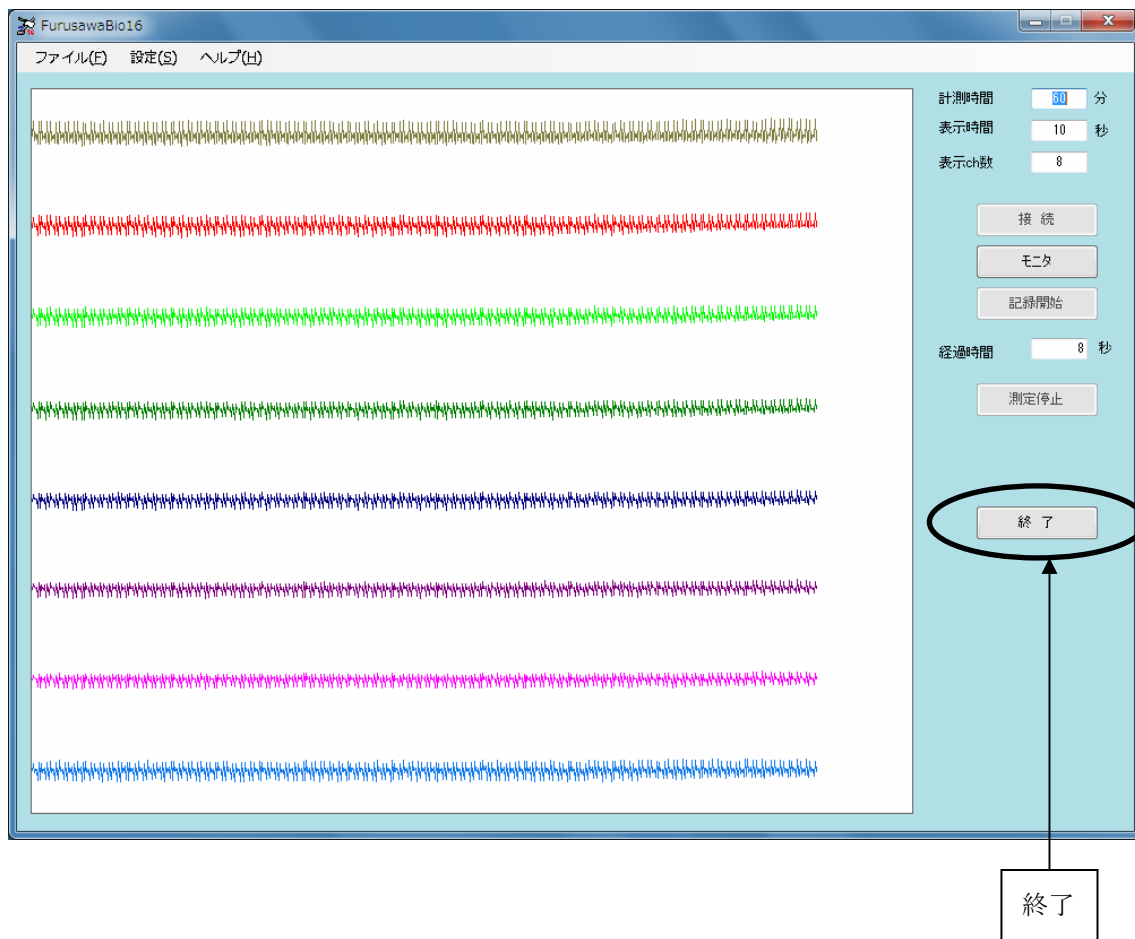 FurusawaBio16
ファイル(F) 設定(S) ヘルプ(H)
計測時間 60 分
表示時間 10 秒
表示ch数 8
接 続
モニタ
記録開始
経過時間 8 秒
測定停止
終 了
終了